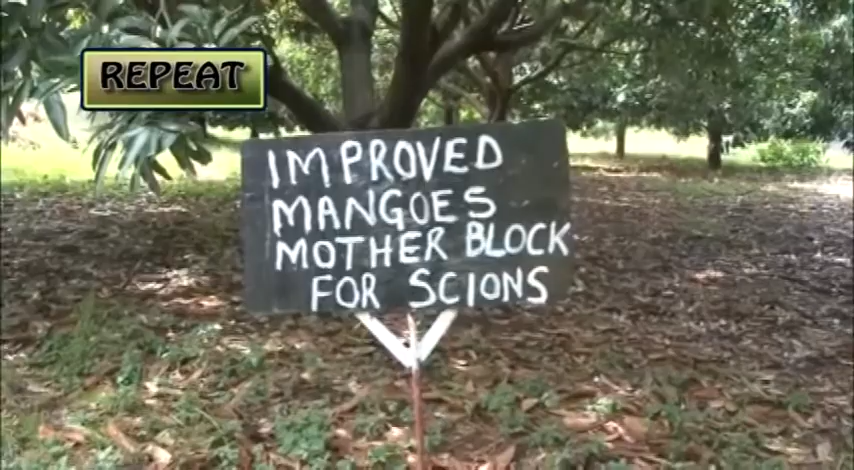 REPEAT
IMPROVED
MANGOES
MOTHER BLOCK
FOR SCIONS